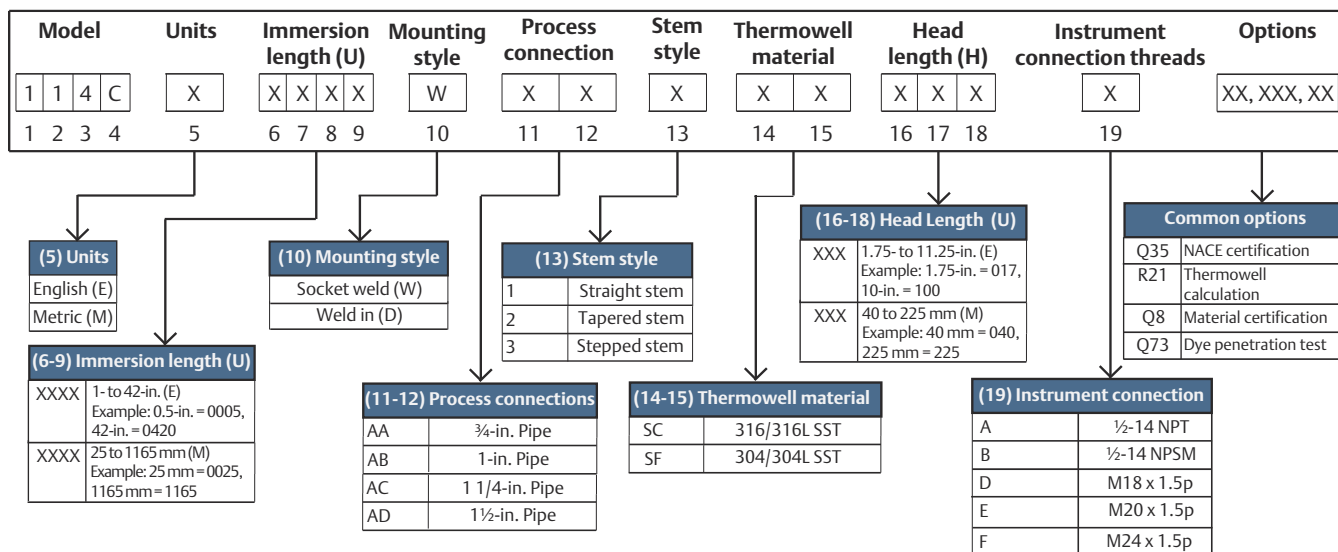 Model
Units
Immersion
length (U)
Mounting
style
Process
connection
Stem
style
Thermowell
material
Head
length (H)
Instrument
connection threads
Options
1 1 4 C
X
X X X X
W
X X
X
X X
X X X
X
XX, XXX, XX
1 2 3 4
5
6 7 8 9
10
11 12
13
14 15
16 17 18
19
(5) Units
English (E)
Metric (M)
(6-9) Immersion length (U)
XXXX
1- to 42-in. (E)
Example: 0.5-in. = 0005,
42-in. = 0420
XXXX
25 to 1165 mm (M)
Example: 25 mm = 0025,
1165 mm = 1165
(10) Mounting style
Socket weld (W)
Weld in (D)
(11-12) Process connections
AA ¾-in. Pipe
AB 1-in. Pipe
AC 1 1/4-in. Pipe
AD 1½-in. Pipe
(13) Stem style
1 Straight stem
2 Tapered stem
3 Stepped stem
(14-15) Thermowell material
SC 316/316L SST
SF 304/304L SST
(16-18) Head Length (U)
XXX
1.75- to 11.25-in. (E)
Example: 1.75-in. = 017,
10-in. = 100
XXX
40 to 225 mm (M)
Example: 40 mm = 040,
225 mm = 225
(19) Instrument connection
A ½-14 NPT
B ½-14 NPSM
D M18 x 1.5p
E M20 x 1.5p
F M24 x 1.5p
Common options
Q35 NACE certification
R21 Thermowell
calculation
Q8 Material certification
Q73 Dye penetration test